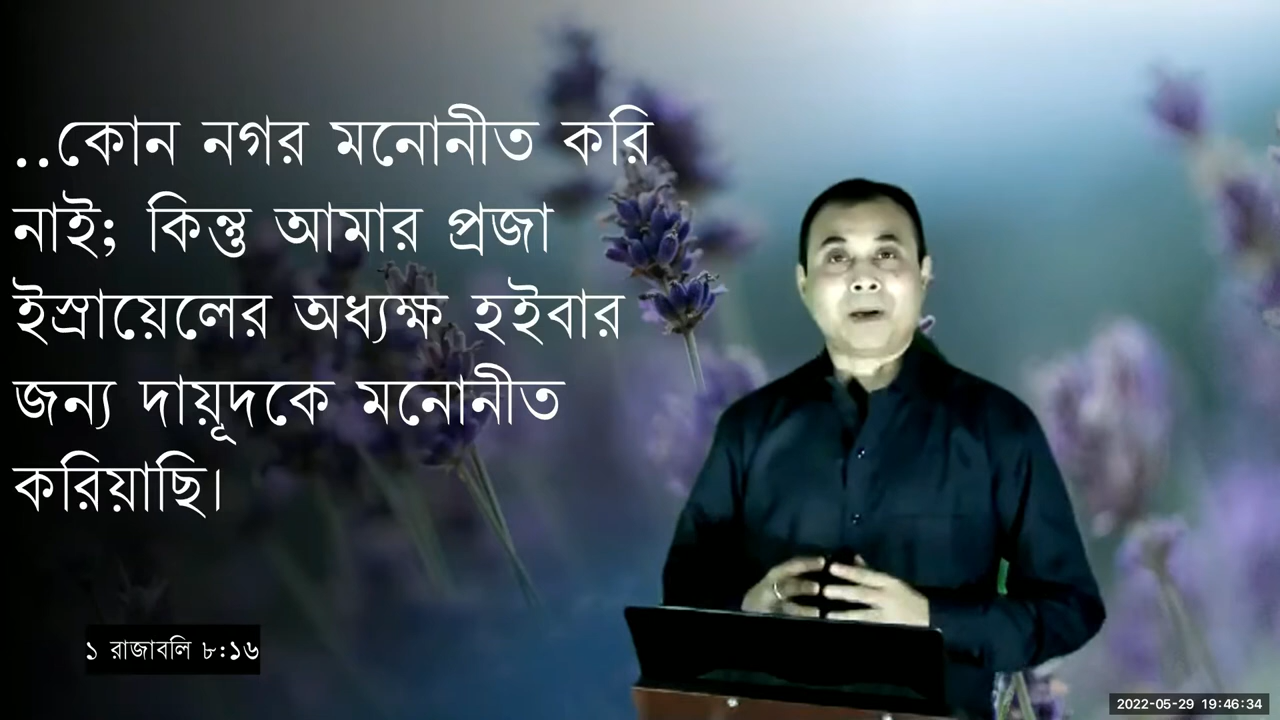 ..কোন নগর মনোনীত করি
নাই; কিন্তু আমার প্রজা
ইস্রায়েলের অধ্যক্ষ হইবার
জন্য দায়ূদকে মনোনীত
করিয়াছি।
১ রাজাবলি ৮:১৬
2022-05-29 19:46:34